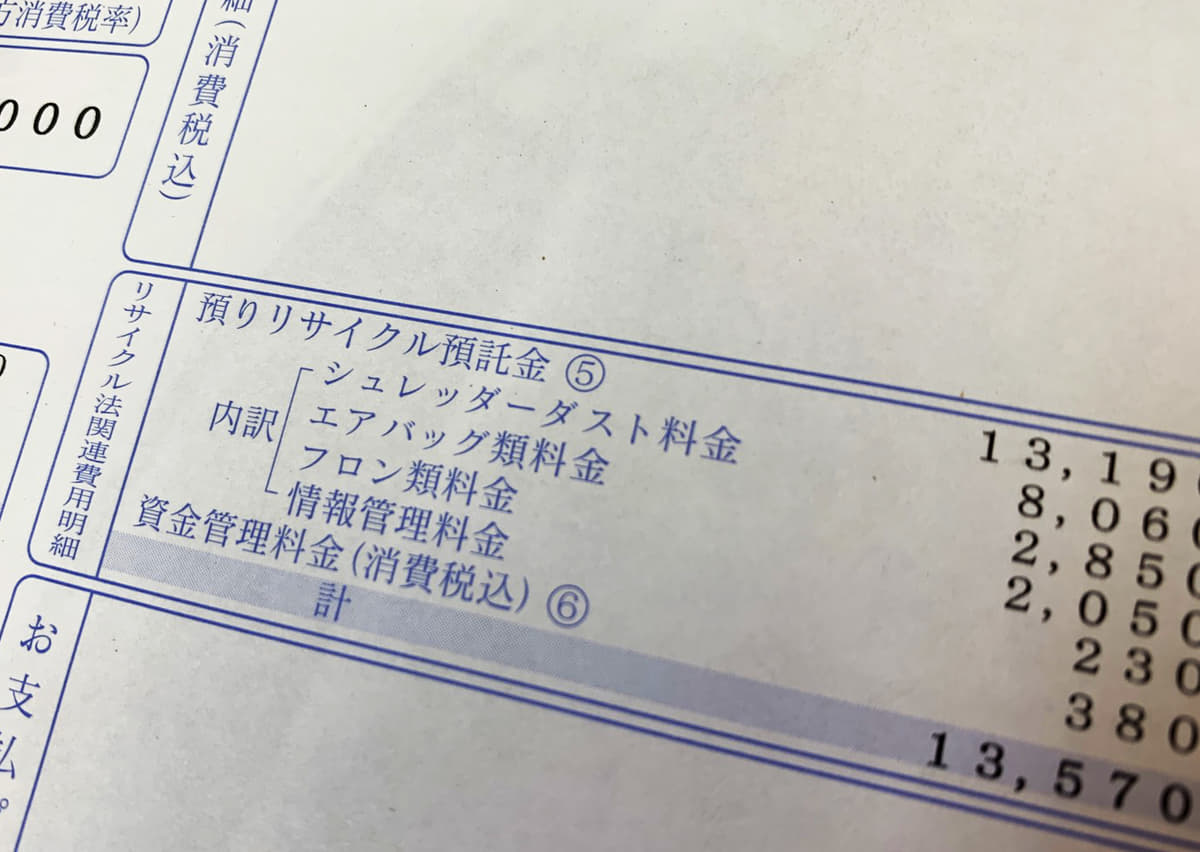 方消費税率)
000
細(消費税込)
リサイクル法関連費用明細
預りリサイクル預託金 ⑤ 13,190
内訳
シュレッダーダスト料金 8,060
エアバッグ類料金 2,850
フロン類料金 2,050
情報管理料金 230
資金管理料金(消費税込) ⑥ 380
計 13,570
お支払